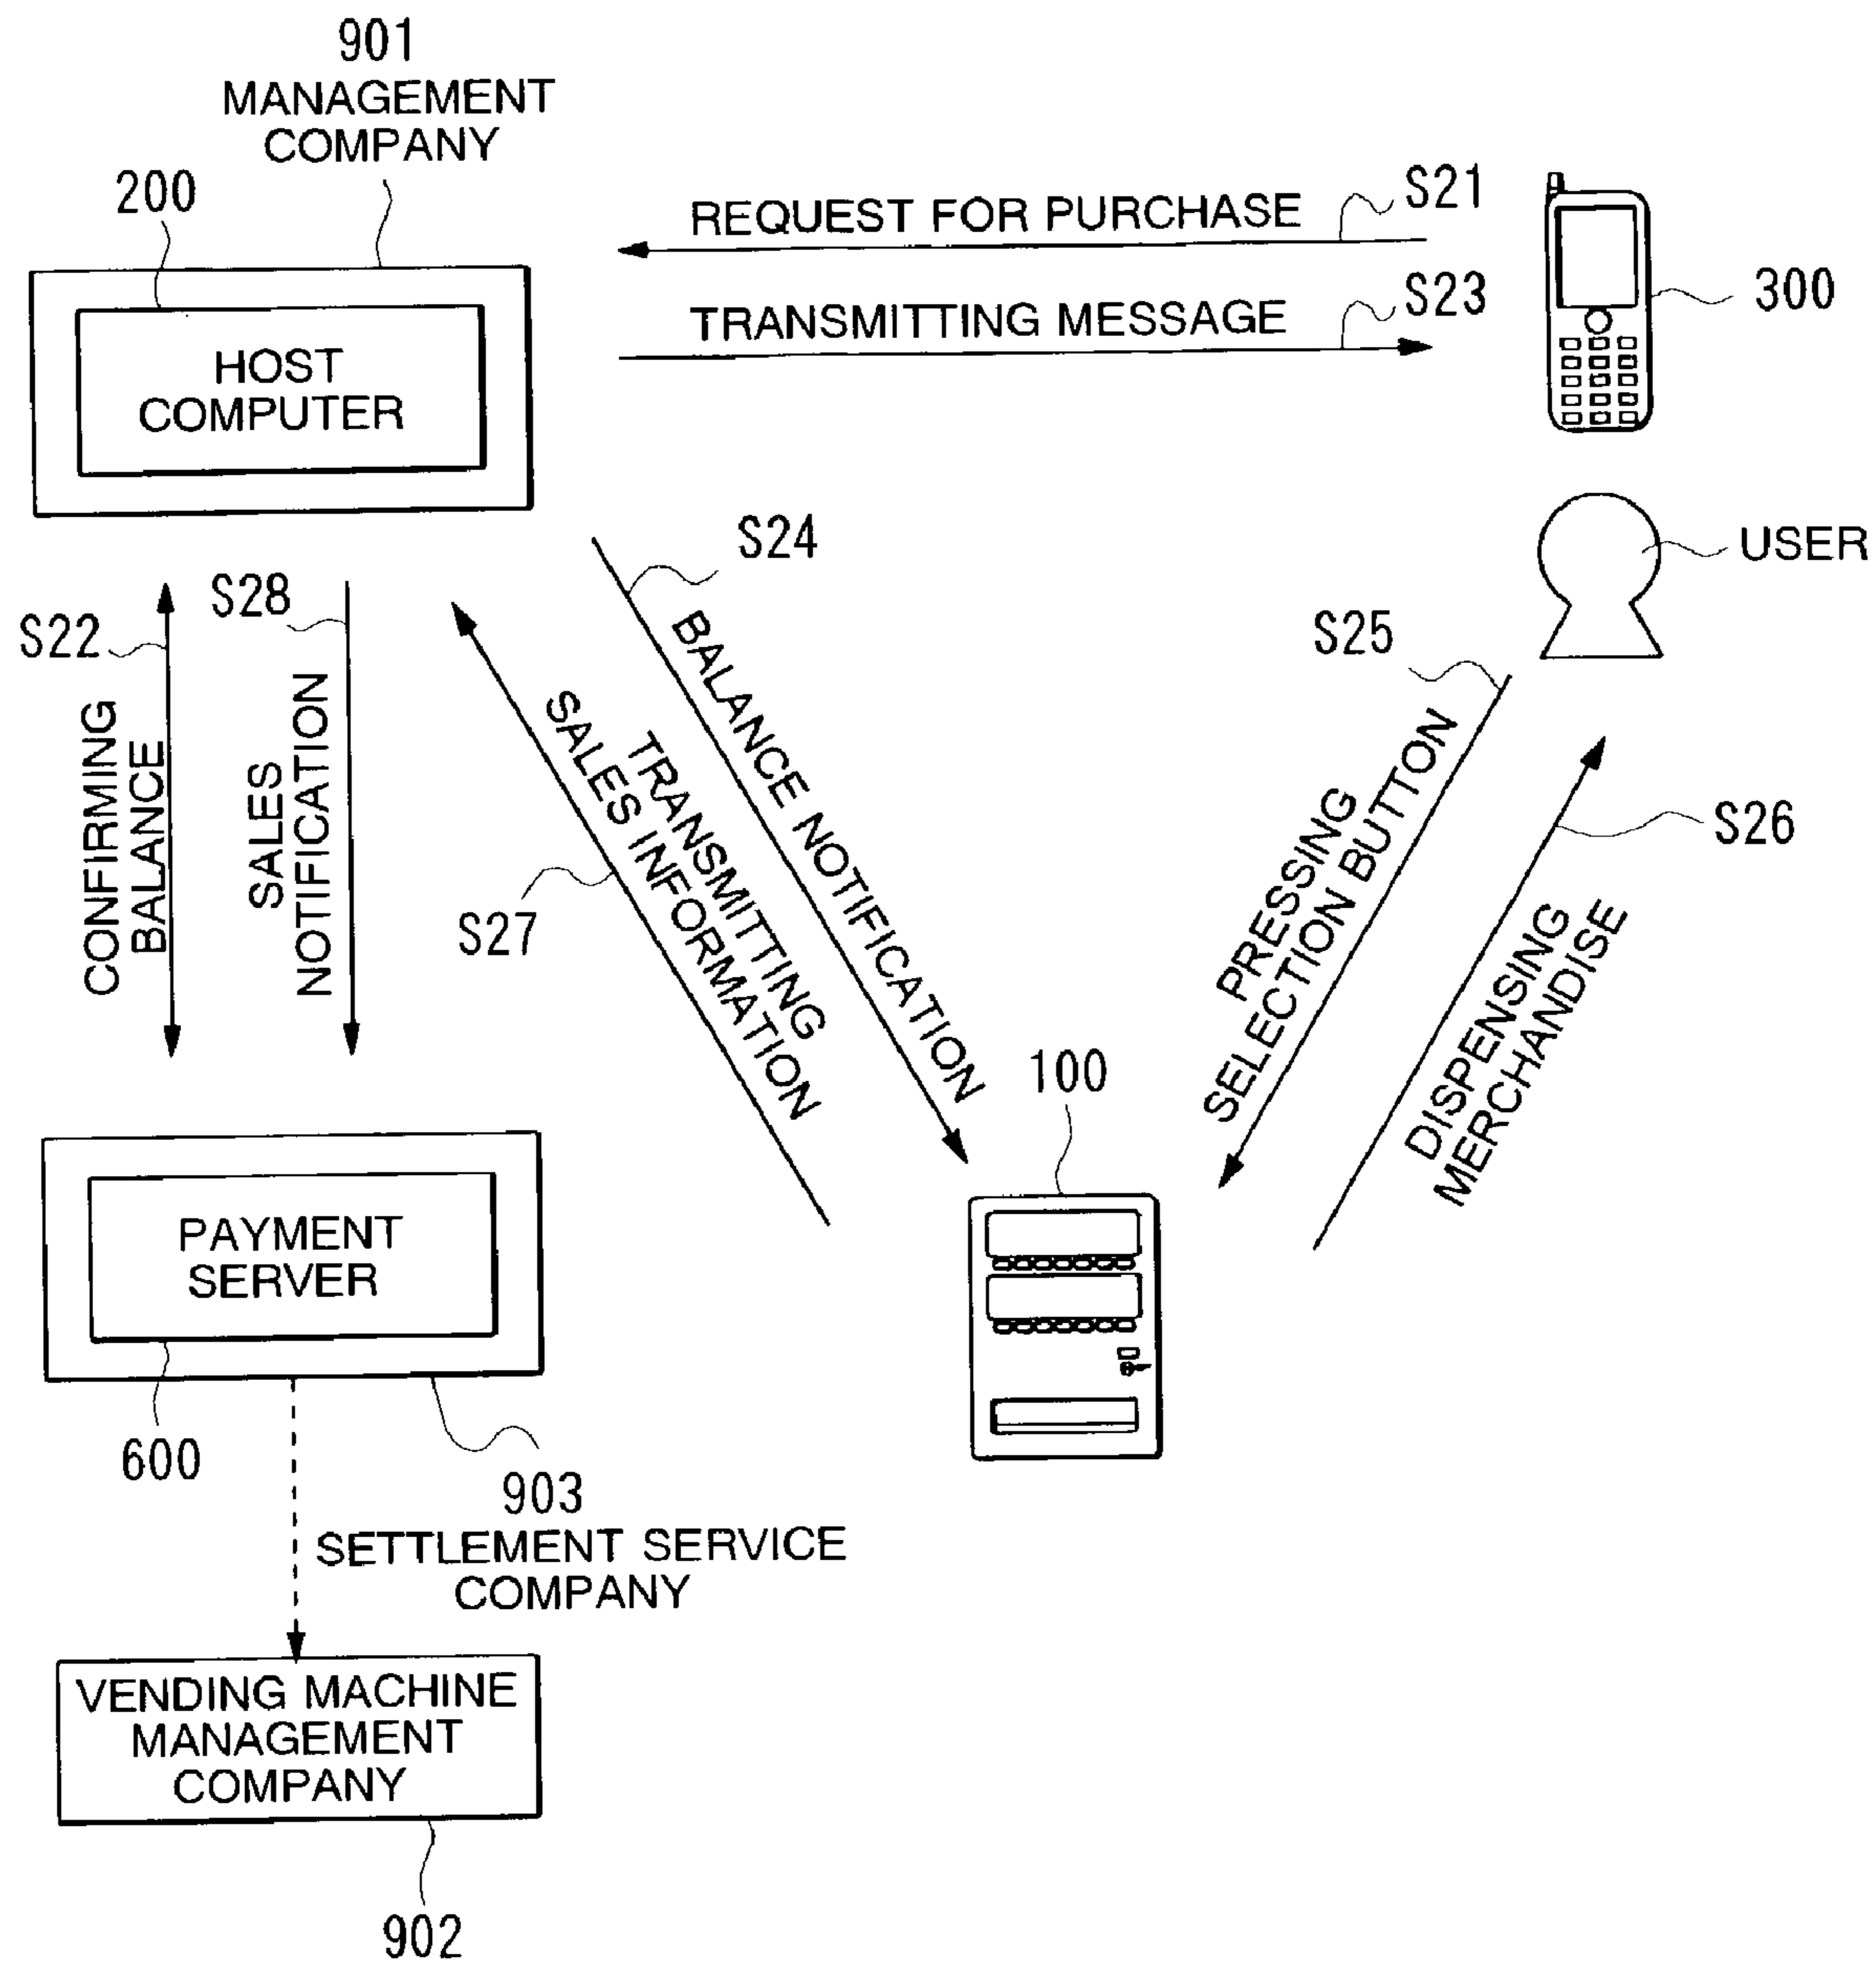 901
MANAGEMENT
COMPANY
200
HOST
COMPUTER
REQUEST FOR PURCHASE
S21
TRANSMITTING MESSAGE
S23
300
USER
S22
CONFIRMING
BALANCE
S28
SALES
NOTIFICATION
S24
BALANCE NOTIFICATION
TRANSMITTING
SALES INFORMATION
S27
S25
PRESSING
SELECTION BUTTON
S26
DISPENSING
MERCHANDISE
100
PAYMENT
SERVER
600
903
SETTLEMENT SERVICE
COMPANY
VENDING MACHINE
MANAGEMENT
COMPANY
902